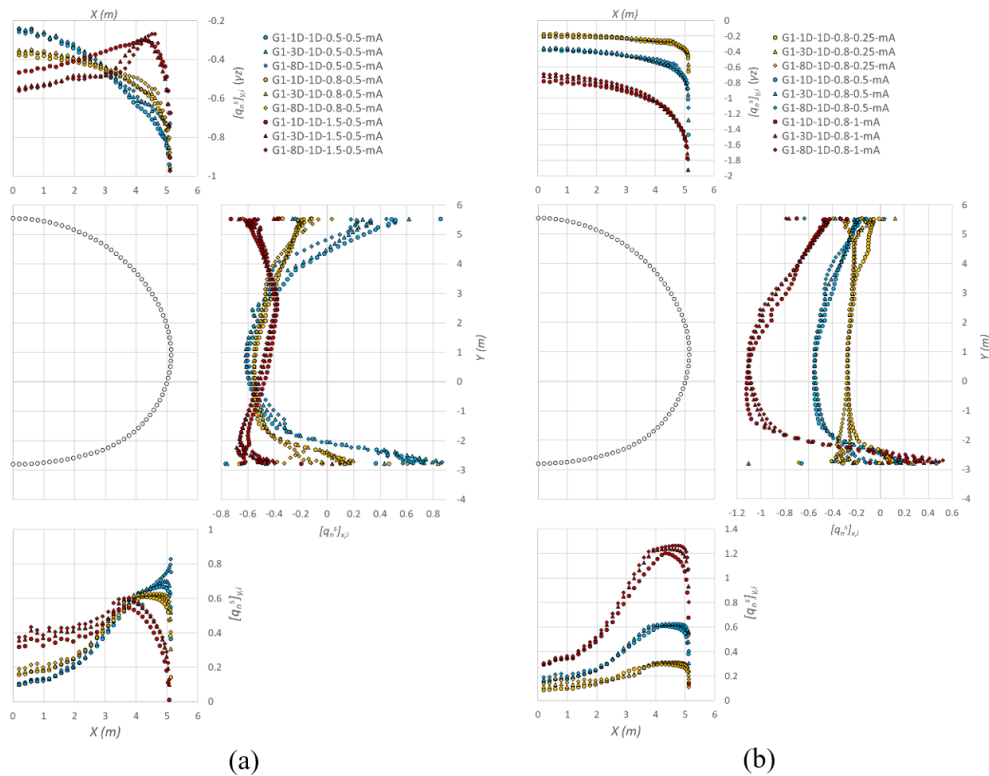 X (m)
0 1 2 3 4 5 6
0
-0.2
-0.4
-0.6
-0.8
-1
[qₙˢ]y,i (yz)
G1-1D-1D-0.5-0.5-mA
G1-3D-1D-0.5-0.5-mA
G1-8D-1D-0.5-0.5-mA
G1-1D-1D-0.8-0.5-mA
G1-3D-1D-0.8-0.5-mA
G1-8D-1D-0.8-0.5-mA
G1-1D-1D-1.5-0.5-mA
G1-3D-1D-1.5-0.5-mA
G1-8D-1D-1.5-0.5-mA
6
5
4
3
2
1
0
-1
-2
-3
-4
Y (m)
-0.8 -0.6 -0.4 -0.2 0 0.2 0.4 0.6 0.8
[qₙˢ]x,i
1
0.8
0.6
0.4
0.2
0
[qₙˢ]y,i
0 1 2 3 4 5 6
X (m)
(a)
X (m)
0 1 2 3 4 5 6
0
-0.2
-0.4
-0.6
-0.8
-1
-1.2
-1.4
-1.6
-1.8
-2
[qₙˢ]y,i (yz)
G1-1D-1D-0.8-0.25-mA
G1-3D-1D-0.8-0.25-mA
G1-8D-1D-0.8-0.25-mA
G1-1D-1D-0.8-0.5-mA
G1-3D-1D-0.8-0.5-mA
G1-8D-1D-0.8-0.5-mA
G1-1D-1D-0.8-1-mA
G1-3D-1D-0.8-1-mA
G1-8D-1D-0.8-1-mA
6
5
4
3
2
1
0
-1
-2
-3
-4
Y (m)
-1.2 -1 -0.8 -0.6 -0.4 -0.2 0 0.2 0.4 0.6
[qₙˢ]x,i
1.4
1.2
1
0.8
0.6
0.4
0.2
0
[qₙˢ]y,i
0 1 2 3 4 5 6
X (m)
(b)